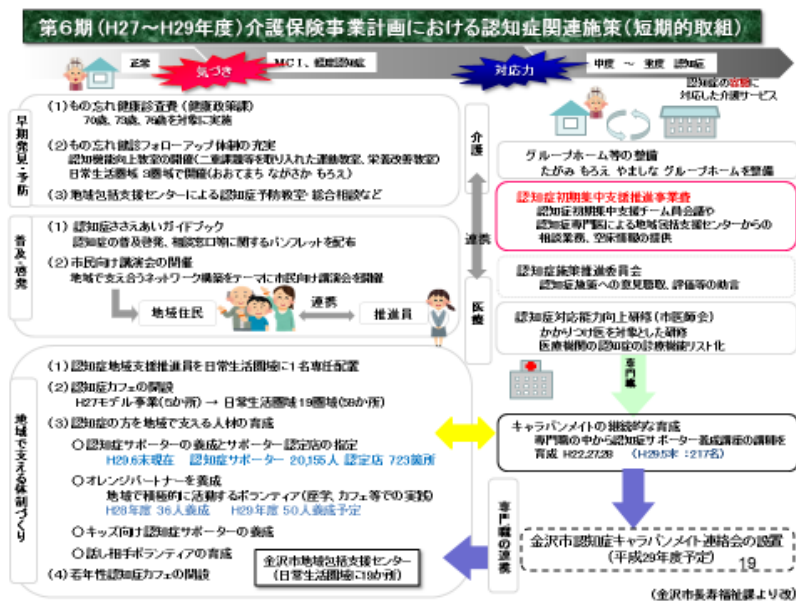 第6期(H27~H29年度)介護保険事業計画における認知症関連施策(短期的取組)
正常
気づき
MCI、軽度認知症
対応力
中度 ～ 重度 認知症
認知症の容態に
対応した介護サービス
早期発見・予防
(1)もの忘れ健康診査費(健康政策課)
70歳、73歳、76歳を対象に実施
(2)もの忘れ健診フォローアップ体制の充実
認知機能向上教室の開催(二重課題等を取り入れた運動教室、栄養改善教室)
日常生活圏域 3圏域で開催(おおてまち ながさか もろえ)
(3)地域包括支援センターによる認知症予防教室・総合相談など
普及・啓発
(1) 認知症ささえあいガイドブック
認知症の普及啓発、相談窓口等に関するパンフレットを配布
(2)市民向け講演会の開催
地域で支え合うネットワーク構築をテーマに市民向け講演会を開催
地域住民
連携
推進員
地域で支える体制づくり
(1)認知症地域支援推進員を日常生活圏域に1名専任配置
(2)認知症カフェの開設
H27モデル事業(5か所) → 日常生活圏域19圏域(58か所)
(3)認知症の方を地域で支える人材の育成
○認知症サポーターの養成とサポーター認定店の指定
H29.6末現在 認知症サポーター 20,155人 認定店 723箇所
○オレンジパートナーを養成
地域で積極的に活動するボランティア(座学、カフェ等での実践)
H28年度 36人養成 H29年度 50人養成予定
○キッズ向け認知症サポーターの養成
○話し相手ボランティアの育成
(4)若年性認知症カフェの開設
金沢市地域包括支援センター
(日常生活圏域に19か所)
介護
連携
医療
グループホーム等の整備
たがみ もろえ やましな グループホームを整備
認知症初期集中支援推進事業費
認知症初期集中支援チーム員会議や
認知症専門医による地域包括支援センターからの
相談業務、空床情報の提供
認知症施策推進委員会
認知症施策への意見聴取、評価等の助言
認知症対応能力向上研修(市医師会)
かかりつけ医を対象とした研修
医療機関の認知症の診療機能リスト化
専門職
キャラバンメイトの継続的な育成
専門職の中から認知症サポーター養成講座の講師を
育成 H22,27,28 (H29.5末:217名)
専門職の連携
金沢市認知症キャラバンメイト連絡会の設置
(平成29年度予定)
19
(金沢市長寿福祉課より改)